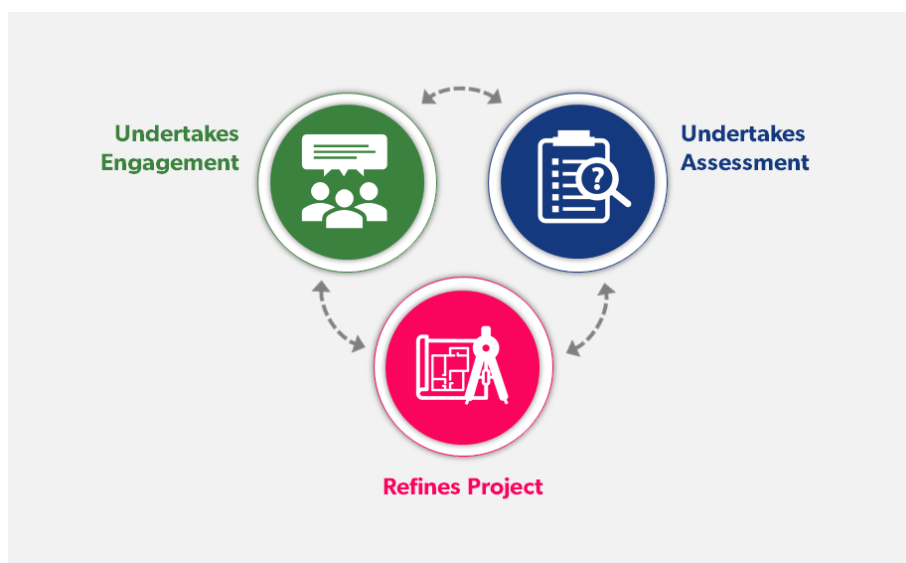 Undertakes
Engagement
Undertakes
Assessment
?
Refines Project